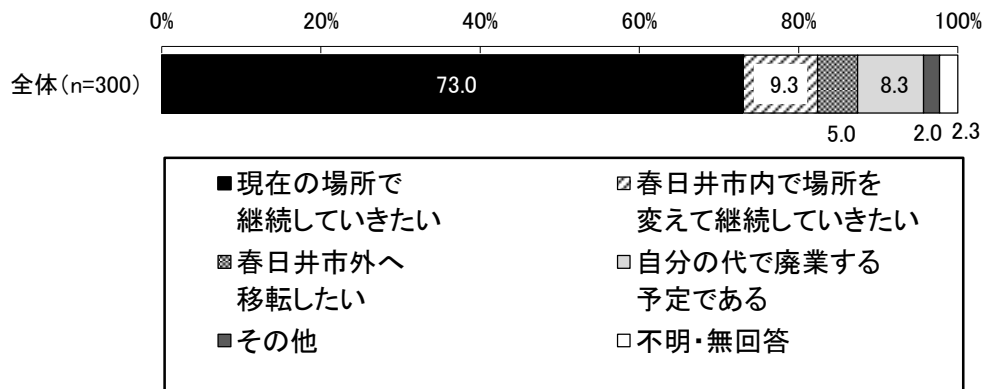 0% 20% 40% 60% 80% 100%
全体(n=300) 73.0 9.3 8.3
5.0 2.0 2.3
現在の場所で
継続していきたい
春日井市内で場所を
変えて継続していきたい
春日井市外へ
移転したい
自分の代で廃業する
予定である
その他
不明・無回答